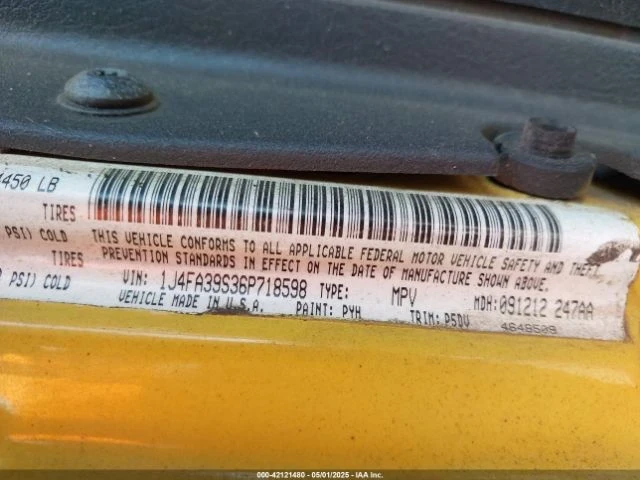 4450 LB
TIRES
PSI) COLD THIS VEHICLE CONFORMS TO ALL APPLICABLE FEDERAL MOTOR VEHICLE SAFETY AND THEFT
TIRES PREVENTION STANDARDS IN EFFECT ON THE DATE OF MANUFACTURE SHOWN ABOVE.
PSI) COLD VIN: 1J4FA39S36P718598 TYPE: MPV MDH:091212 247AA
VEHICLE MADE IN U.S.A. PAINT: PYH TRIM: P5DV 4648509
000-42121480 - 05/01/2025 - IAA Inc.